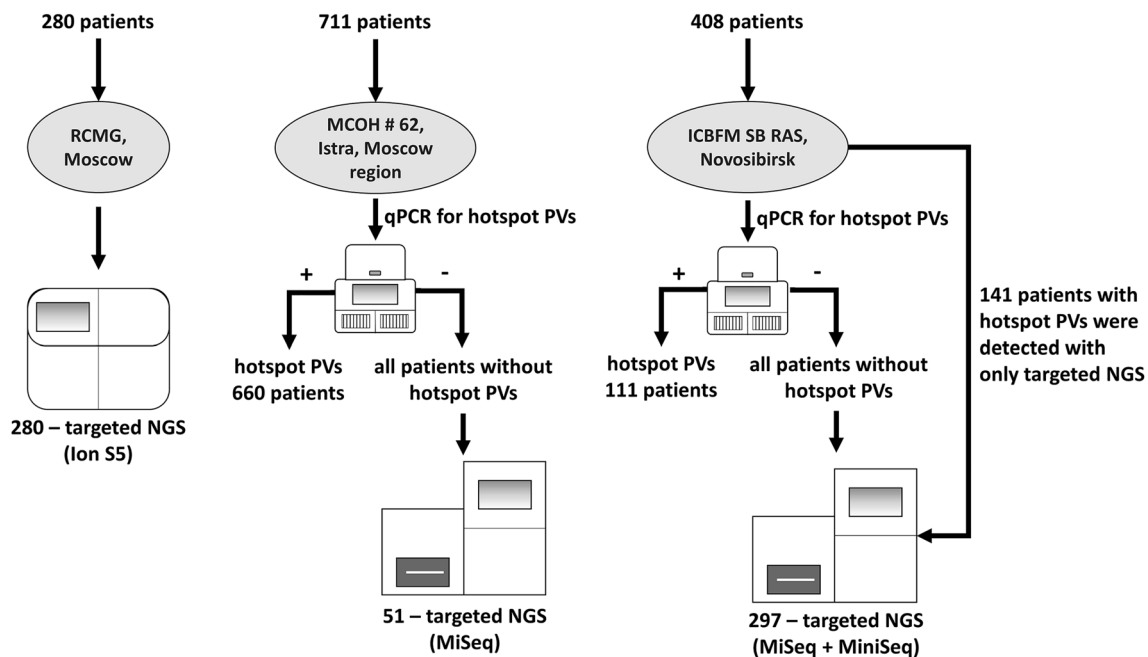 280 patients
RCMG,
Moscow
280 – targeted NGS
(Ion S5)
711 patients
MCOH # 62,
Istra, Moscow
region
qPCR for hotspot PVs
+
-
hotspot PVs
660 patients
all patients without
hotspot PVs
51 – targeted NGS
(MiSeq)
408 patients
ICBFM SB RAS,
Novosibirsk
qPCR for hotspot PVs
+
-
hotspot PVs
111 patients
all patients without
hotspot PVs
297 – targeted NGS
(MiSeq + MiniSeq)
141 patients with
hotspot PVs were
detected with
only targeted NGS